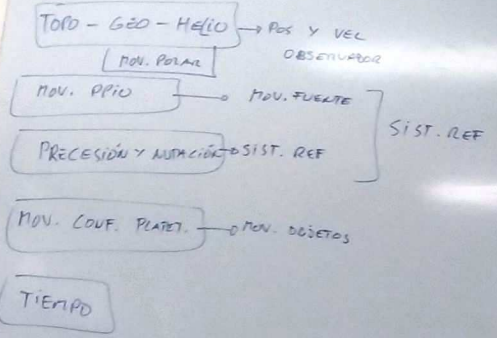 TOPO - GEO - HELIO → POS Y VEL
OBSERVADOR
MOV. POLAR
MOV. PPIO MOV. FUENTE
SIST. REF
PRECESIÓN Y NUTACIÓN SIST. REF
MOV. CONF. PLANET. MOV. OBJETOS
TIEMPO